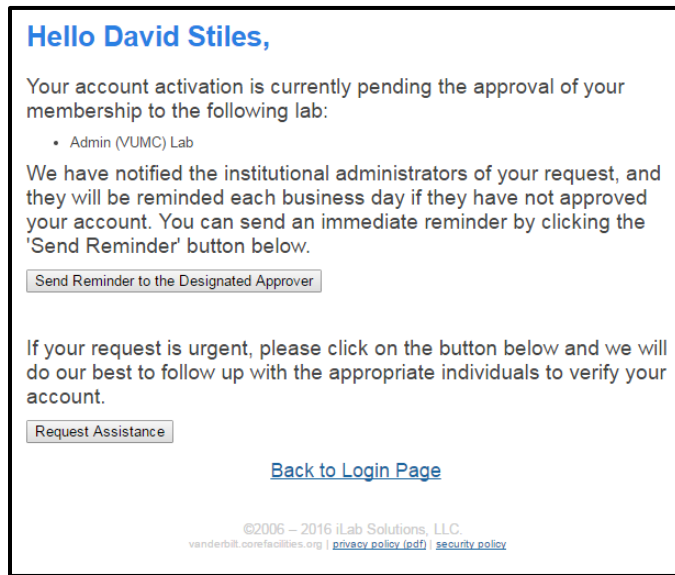 Hello David Stiles,
Your account activation is currently pending the approval of your
membership to the following lab:
• Admin (VUMC) Lab
We have notified the institutional administrators of your request, and
they will be reminded each business day if they have not approved
your account. You can send an immediate reminder by clicking the
'Send Reminder' button below.
Send Reminder to the Designated Approver
If your request is urgent, please click on the button below and we will
do our best to follow up with the appropriate individuals to verify your
account.
Request Assistance
Back to Login Page
©2006 – 2016 iLab Solutions, LLC.
vanderbilt.corefacilities.org | privacy policy (pdf) | security policy